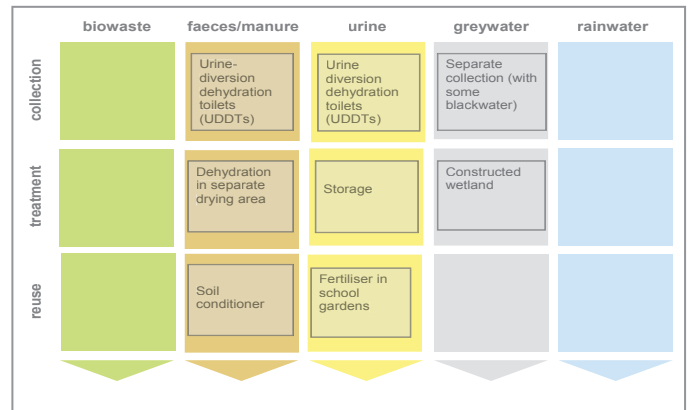 biowaste
faeces/manure
urine
greywater
rainwater
collection
Urine-
diversion
dehydration
toilets
(UDDTs)
Urine
diversion
dehydration
toilets
(UDDTs)
Separate
collection (with
some
blackwater)
treatment
Dehydration
in separate
drying area
Storage
Constructed
wetland
reuse
Soil
conditioner
Fertiliser in
school
gardens